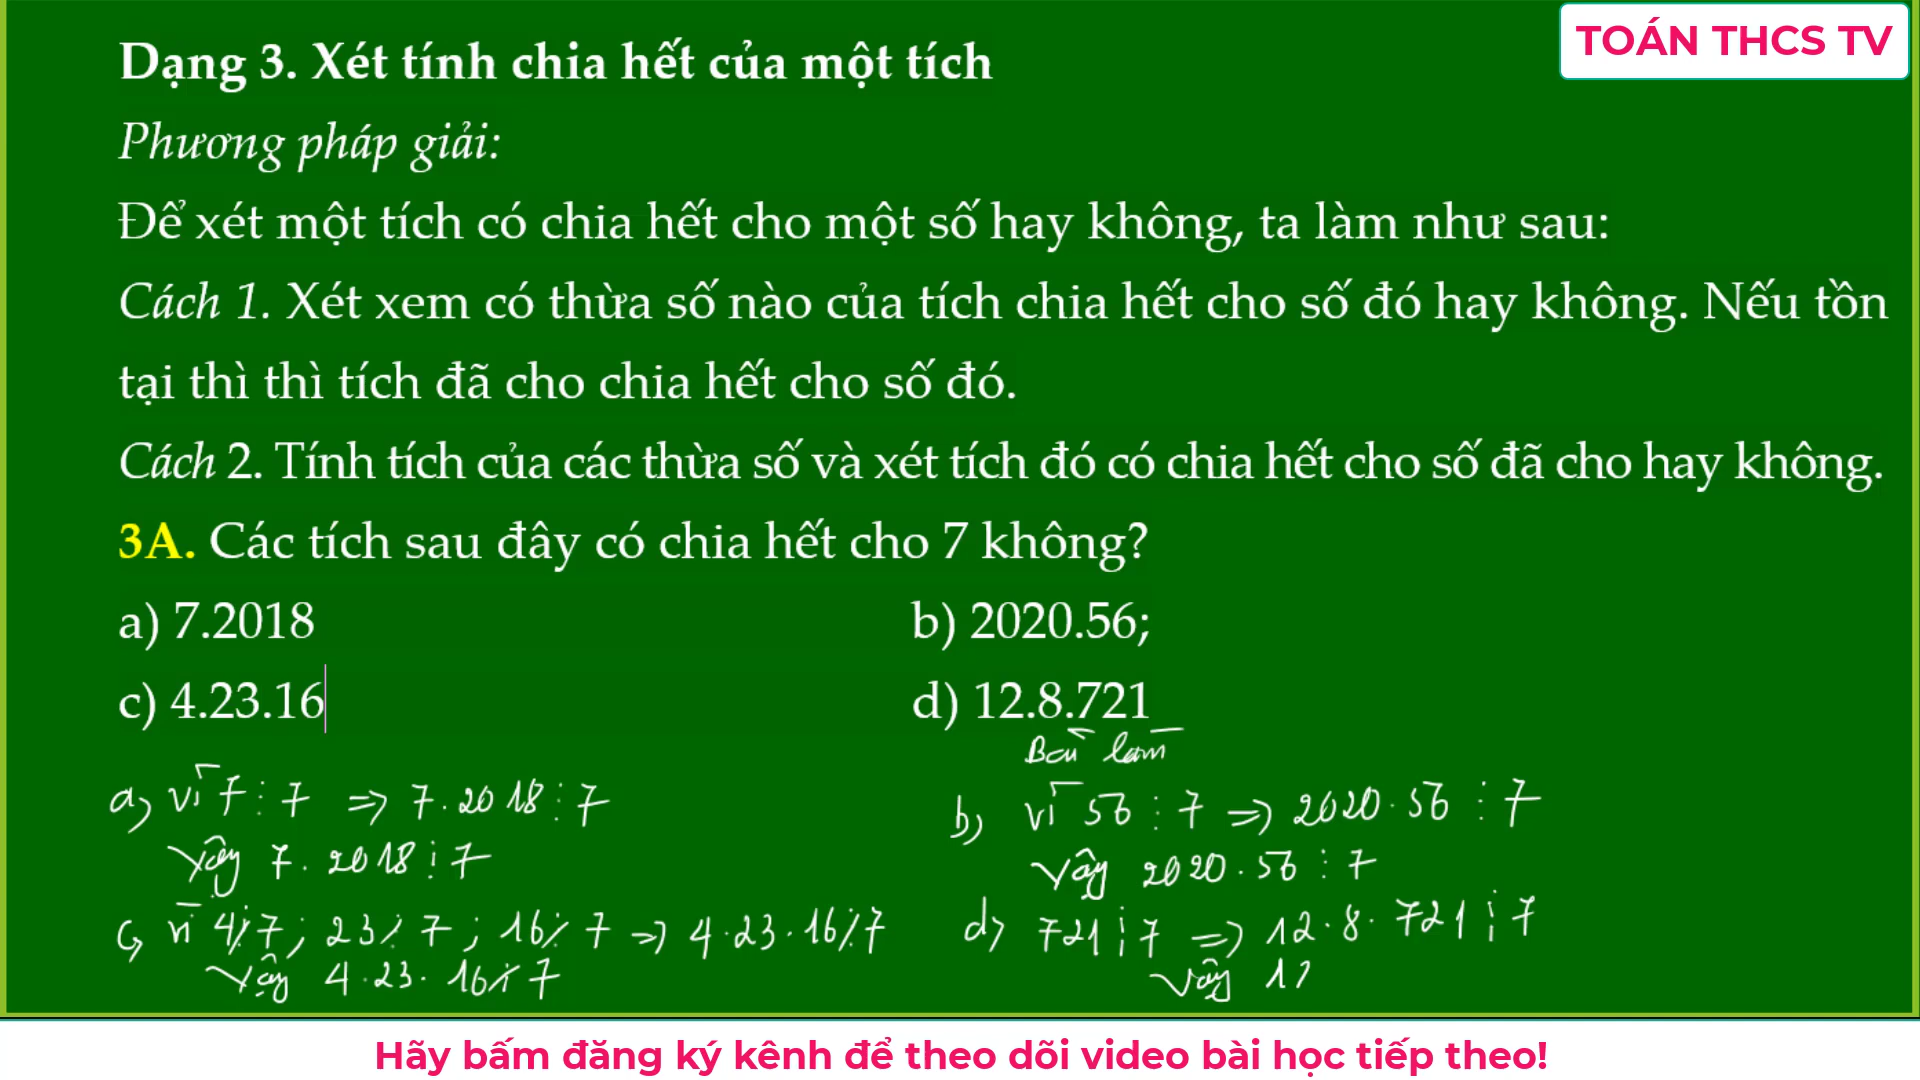 TOÁN THCS TV
Dạng 3. Xét tính chia hết của một tích
Phương pháp giải:
Để xét một tích có chia hết cho một số hay không, ta làm như sau:
Cách 1. Xét xem có thừa số nào của tích chia hết cho số đó hay không. Nếu tồn
tại thì thì tích đã cho chia hết cho số đó.
Cách 2. Tính tích của các thừa số và xét tích đó có chia hết cho số đã cho hay không.
3A. Các tích sau đây có chia hết cho 7 không?
a) 7.2018
b) 2020.56;
c) 4.23.16
d) 12.8.721
Bài làm
a) vì 7 ⋮ 7 => 7.2018 ⋮ 7
Vậy 7.2018 ⋮ 7
b) vì 56 ⋮ 7 => 2020.56 ⋮ 7
Vậy 2020.56 ⋮ 7
c) vì 4 ⋮̸ 7; 23 ⋮̸ 7; 16 ⋮̸ 7 => 4.23.16 ⋮̸ 7
Vậy 4.23.16 ⋮̸ 7
d) 721 ⋮ 7 => 12.8.721 ⋮ 7
Vậy 12
Hãy bấm đăng ký kênh để theo dõi video bài học tiếp theo!